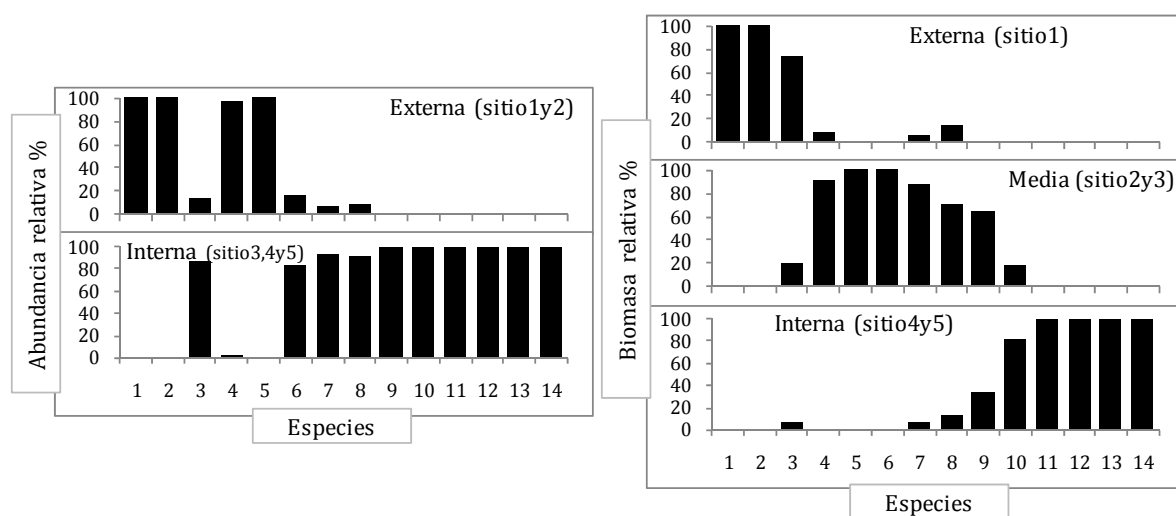 Abundancia relativa %
Externa (sitio1y2)
100
80
60
40
20
0
Interna (sitio3,4y5)
100
80
60
40
20
0
1 2 3 4 5 6 7 8 9 10 11 12 13 14
Especies
Biomasa relativa %
Externa (sitio1)
100
80
60
40
20
0
Media (sitio2y3)
100
80
60
40
20
0
Interna (sitio4y5)
100
80
60
40
20
0
1 2 3 4 5 6 7 8 9 10 11 12 13 14
Especies